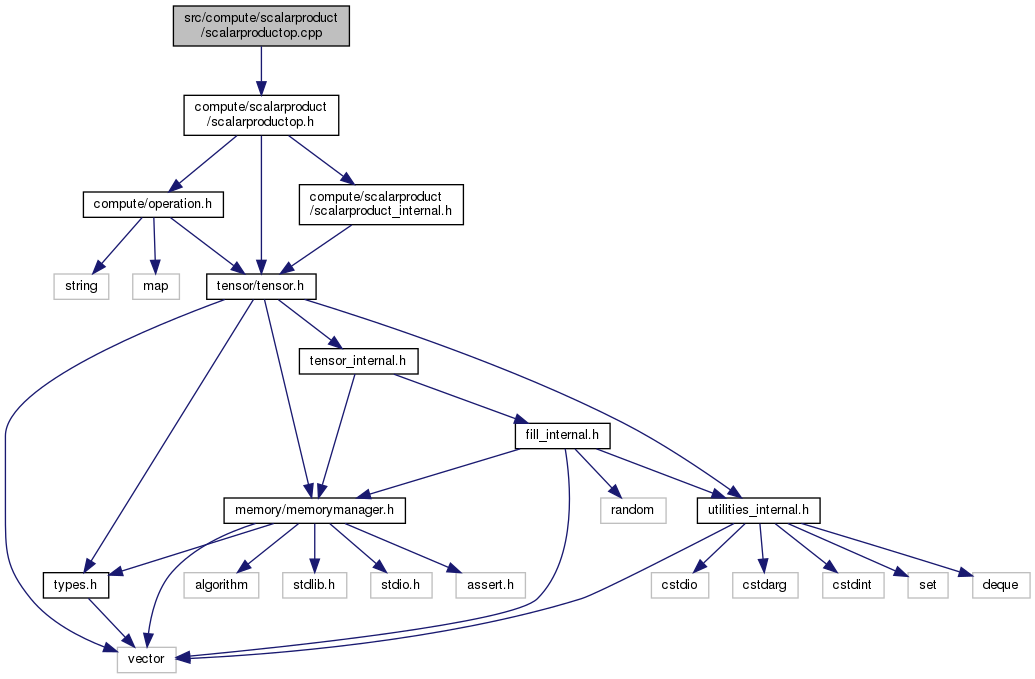 src/compute/scalarproduct
/scalarproductop.cpp
compute/scalarproduct
/scalarproductop.h
compute/operation.h
compute/scalarproduct
/scalarproduct_internal.h
string
map
tensor/tensor.h
tensor_internal.h
fill_internal.h
memory/memorymanager.h
random
utilities_internal.h
types.h
algorithm
stdlib.h
stdio.h
assert.h
cstdio
cstdarg
cstdint
set
deque
vector